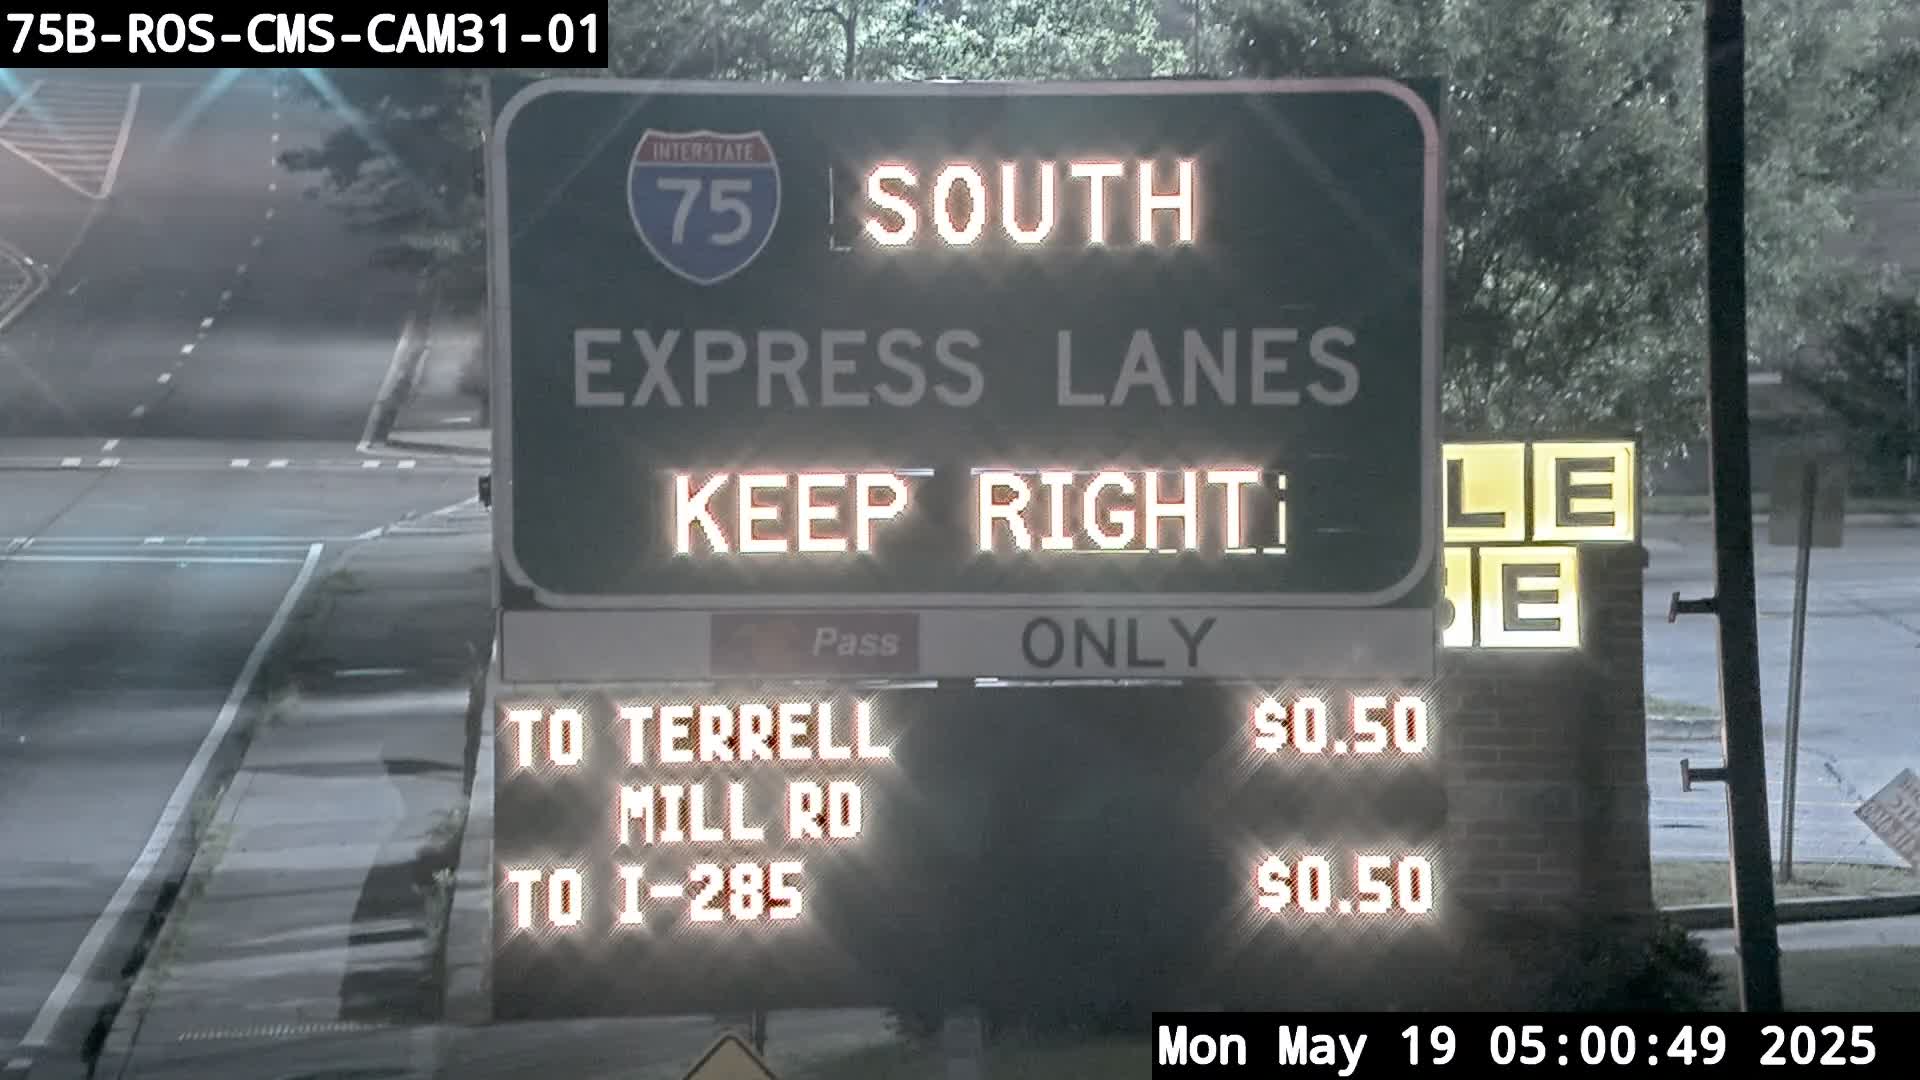 75B-ROS-CMS-CAM31-01
INTERSTATE
75
SOUTH
EXPRESS LANES
KEEP RIGHT
Pass ONLY
TO TERRELL $0.50
MILL RD
TO I-285 $0.50
LE
E
Mon May 19 05:00:49 2025